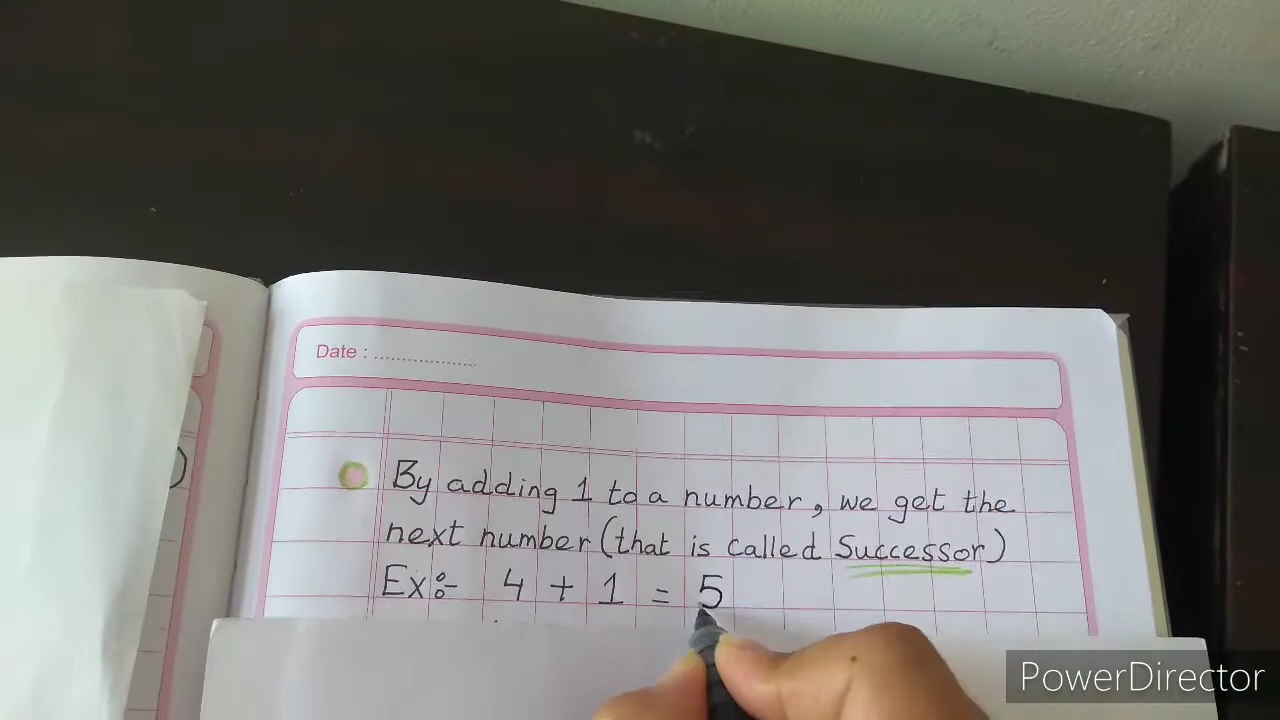 Date : ....................
By adding 1 to a number, we get the
next number (that is called Successor)
Ex:- 4 + 1 = 5
PowerDirector